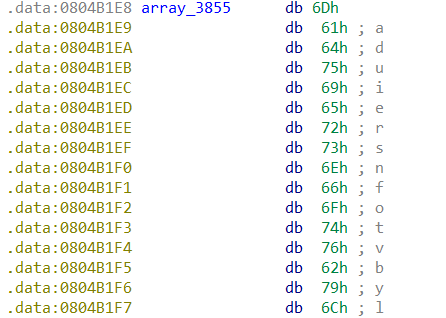 .data:0804B1E8 array_3855 db 6Dh
.data:0804B1E9 db 61h ; a
.data:0804B1EA db 64h ; d
.data:0804B1EB db 75h ; u
.data:0804B1EC db 69h ; i
.data:0804B1ED db 65h ; e
.data:0804B1EE db 72h ; r
.data:0804B1EF db 73h ; s
.data:0804B1F0 db 6Eh ; n
.data:0804B1F1 db 66h ; f
.data:0804B1F2 db 6Fh ; o
.data:0804B1F3 db 74h ; t
.data:0804B1F4 db 76h ; v
.data:0804B1F5 db 62h ; b
.data:0804B1F6 db 79h ; y
.data:0804B1F7 db 6Ch ; l